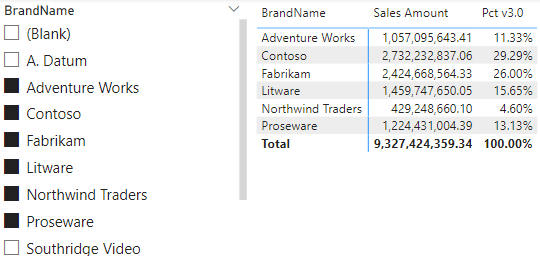 BrandName
(Blank)
A. Datum
Adventure Works
Contoso
Fabrikam
Litware
Northwind Traders
Proseware
Southridge Video
BrandName Sales Amount Pct v3.0
Adventure Works 1,057,095,643.41 11.33%
Contoso 2,732,232,837.06 29.29%
Fabrikam 2,424,668,564.33 26.00%
Litware 1,459,747,650.05 15.65%
Northwind Traders 429,248,660.10 4.60%
Proseware 1,224,431,004.39 13.13%
Total 9,327,424,359.34 100.00%